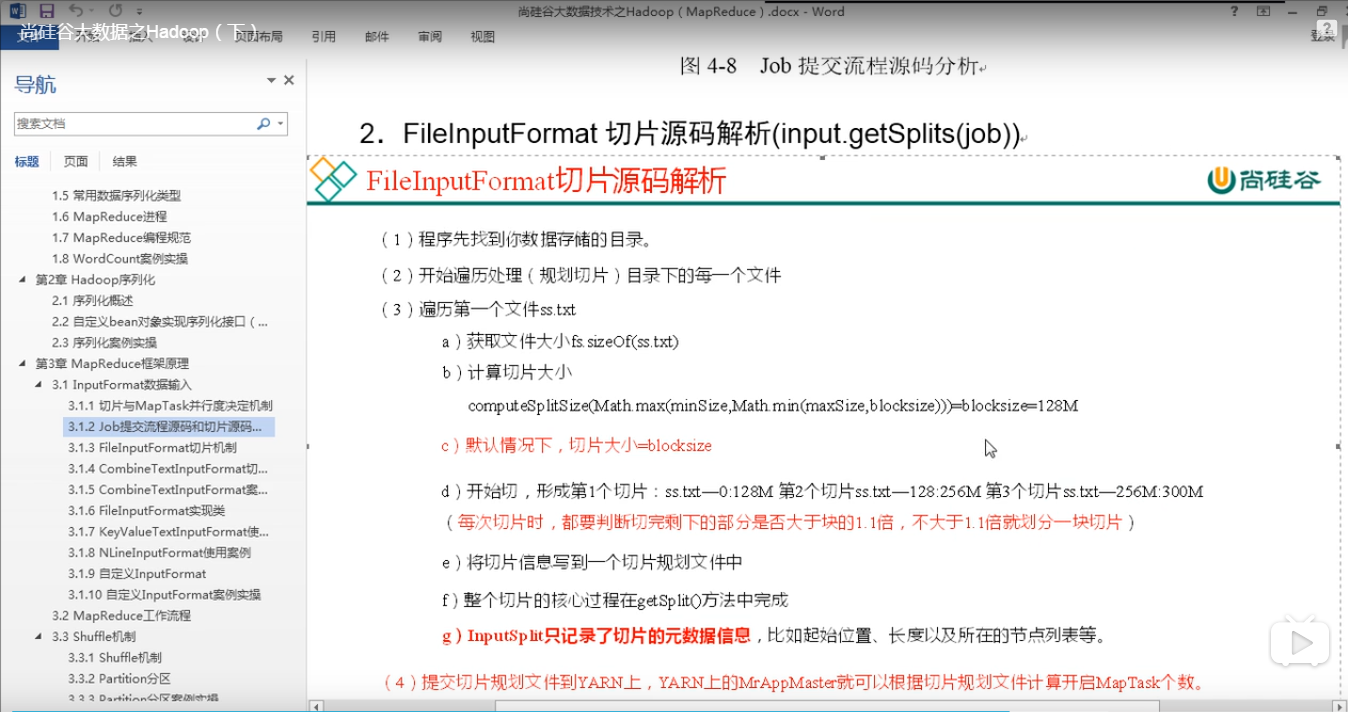 尚硅谷大数据技术之Hadoop（MapReduce）.docx - Word
尚硅谷大数据之Hadoop（下）
页面布局 引用 邮件 审阅 视图 登录
导航
搜索文档
标题 页面 结果
1.5 常用数据序列化类型
1.6 MapReduce进程
1.7 MapReduce编程规范
1.8 WordCount案例实操
第2章 Hadoop序列化
2.1 序列化概述
2.2 自定义bean对象实现序列化接口（...
2.3 序列化案例实操
第3章 MapReduce框架原理
3.1 InputFormat数据输入
3.1.1 切片与MapTask并行度决定机制
3.1.2 Job提交流程源码和切片源码...
3.1.3 FileInputFormat切片机制
3.1.4 CombineTextInputFormat切...
3.1.5 CombineTextInputFormat案...
3.1.6 FileInputFormat实现类
3.1.7 KeyValueTextInputFormat使...
3.1.8 NLineInputFormat使用案例
3.1.9 自定义InputFormat
3.1.10 自定义InputFormat案例实操
3.2 MapReduce工作流程
3.3 Shuffle机制
3.3.1 Shuffle机制
3.3.2 Partition分区
3.3.3 Partition分区案例实操
图 4-8 Job 提交流程源码分析
2．FileInputFormat 切片源码解析(input.getSplits(job))
FileInputFormat切片源码解析
尚硅谷
（1）程序先找到你数据存储的目录。
（2）开始遍历处理（规划切片）目录下的每一个文件
（3）遍历第一个文件ss.txt
a）获取文件大小fs.sizeOf(ss.txt)
b）计算切片大小
computeSplitSize(Math.max(minSize,Math.min(maxSize,blocksize)))=blocksize=128M
c）默认情况下，切片大小=blocksize
d）开始切，形成第1个切片：ss.txt—0:128M 第2个切片ss.txt—128:256M 第3个切片ss.txt—256M:300M
（每次切片时，都要判断切完剩下的部分是否大于块的1.1倍，不大于1.1倍就划分一块切片）
e）将切片信息写到一个切片规划文件中
f）整个切片的核心过程在getSplit()方法中完成
g）InputSplit只记录了切片的元数据信息，比如起始位置、长度以及所在的节点列表等。
（4）提交切片规划文件到YARN上，YARN上的MrAppMaster就可以根据切片规划文件计算开启MapTask个数。